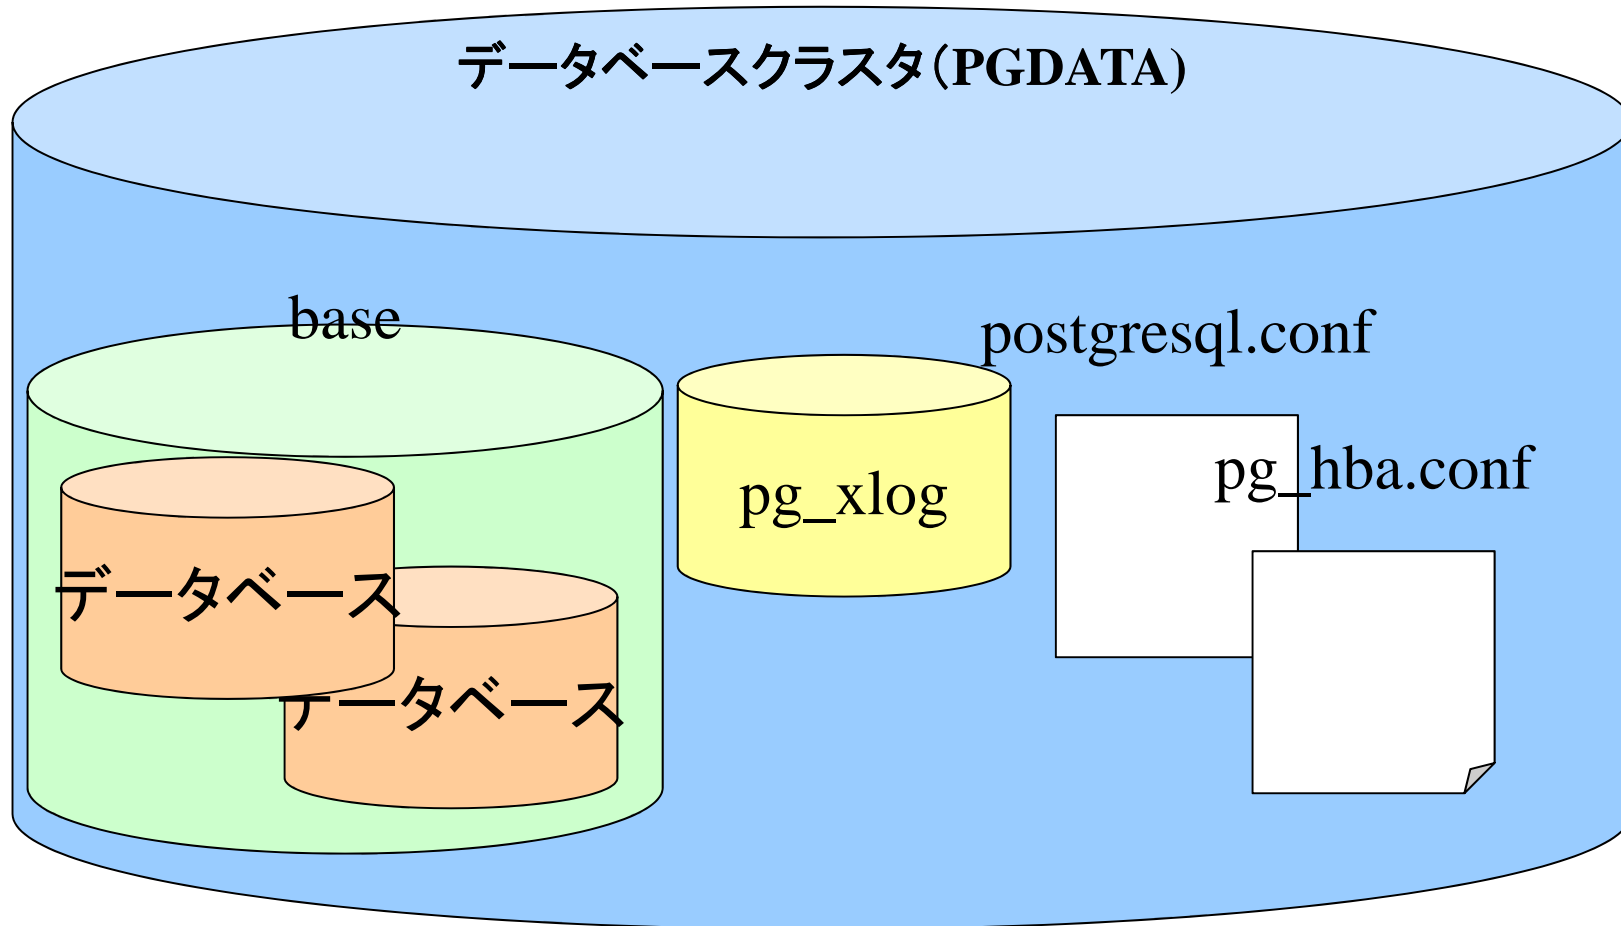 データベースクラスタ(PGDATA)
base
postgresql.conf
pg_hba.conf
pg_xlog
データベース
データベース